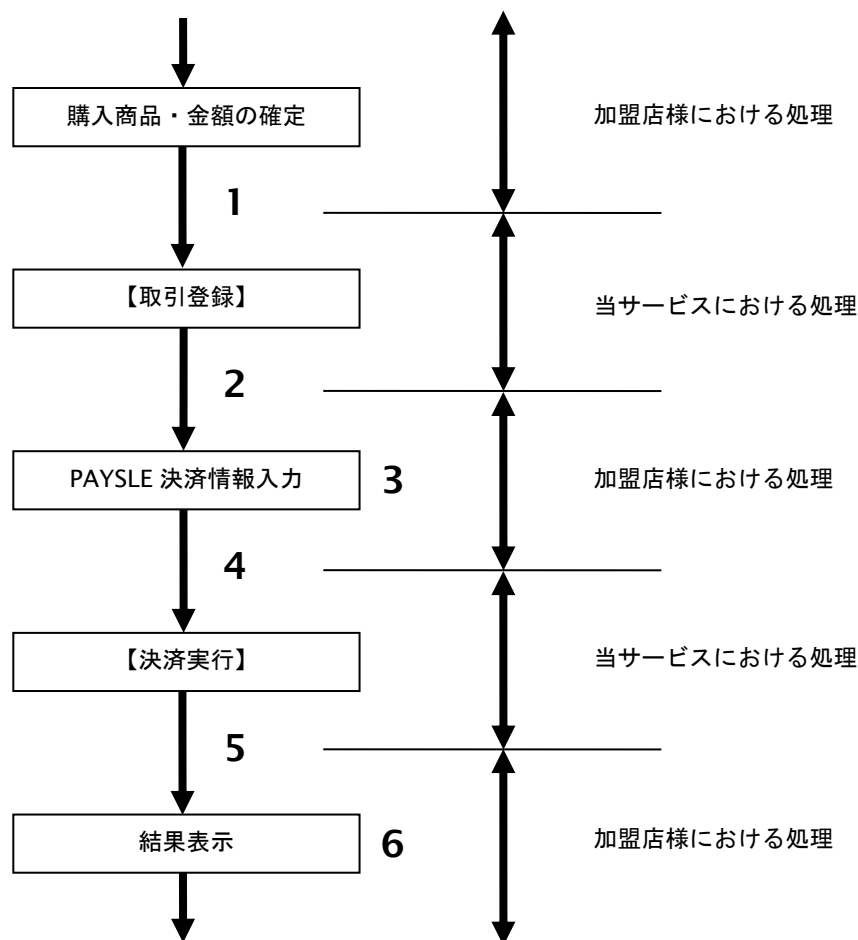 購入商品・金額の確定
加盟店様における処理
1
【取引登録】
当サービスにおける処理
2
PAYSLE 決済情報入力
3
加盟店様における処理
4
【決済実行】
当サービスにおける処理
5
結果表示
6
加盟店様における処理